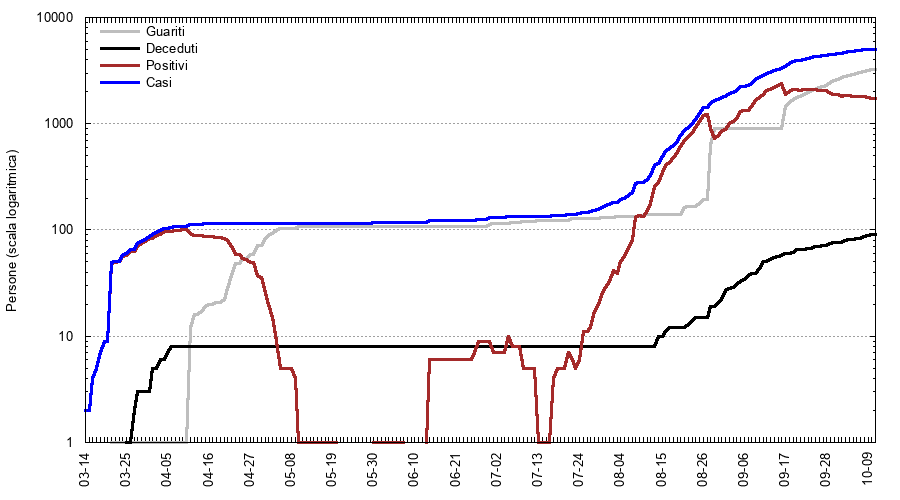 10000
Guariti
Deceduti
Positivi
Casi
1000
100
10
1
Persone (scala logaritmica)
03-14 03-25 04-05 04-16 04-27 05-08 05-19 05-30 06-10 06-21 07-02 07-13 07-24 08-04 08-15 08-26 09-06 09-17 09-28 10-09